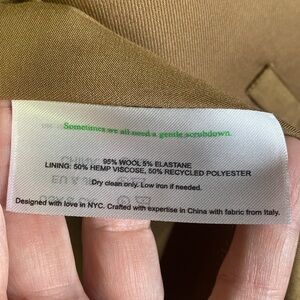 Sometimes we all need a gentle scrubdown.
95% WOOL 5% ELASTANE
LINING: 50% HEMP VISCOSE, 50% RECYCLED POLYESTER
Dry clean only. Low iron if needed.
Designed with love in NYC. Crafted with expertise in China with fabric from Italy.